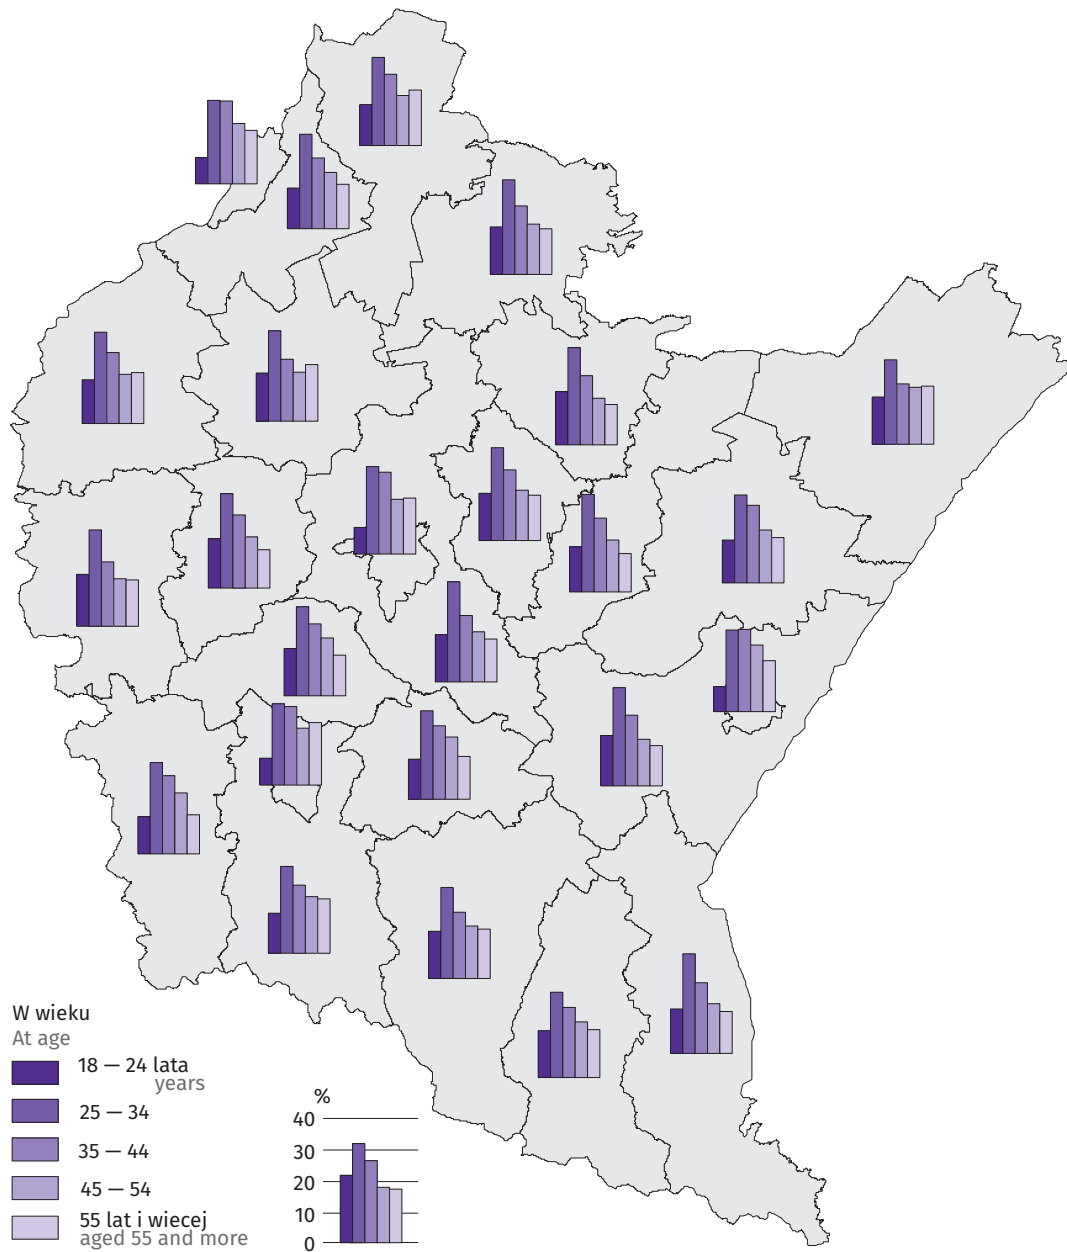 W wieku
At age
18 — 24 lata
years
25 — 34
35 — 44
45 — 54
55 lat i wiecej
aged 55 and more
%
40
30
20
10
0